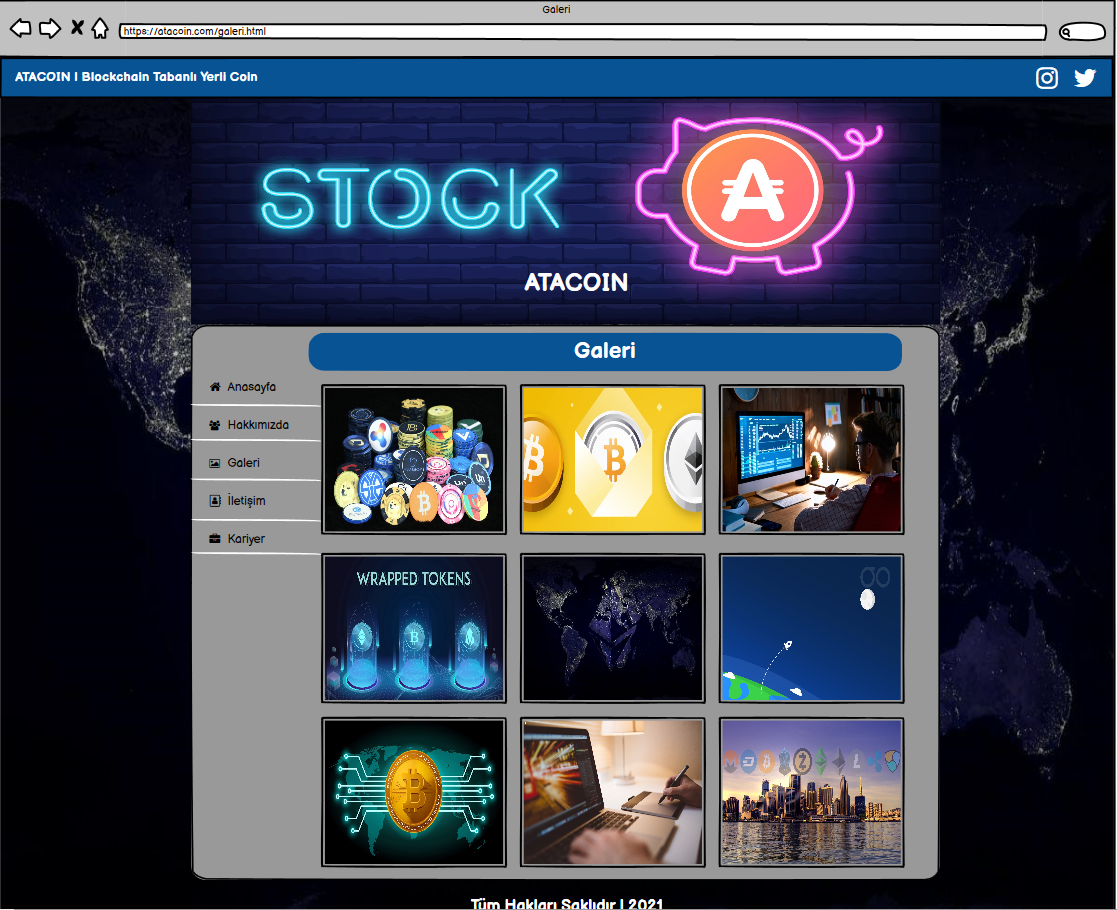 Galeri
https://atacoin.com/galeri.html
ATACOIN | Blockchain Tabanlı Yerli Coin
STOCK
ATACOIN
Galeri
Anasayfa
Hakkımızda
Galeri
İletişim
Kariyer
WRAPPED TOKENS
Tüm Hakları Saklıdır | 2021